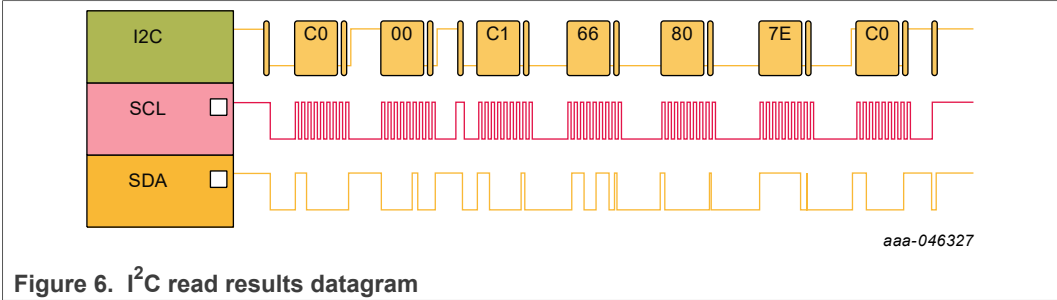 I2C C0 00 C1 66 80 7E C0
SCL
SDA
aaa-046327
Figure 6. I²C read results datagram